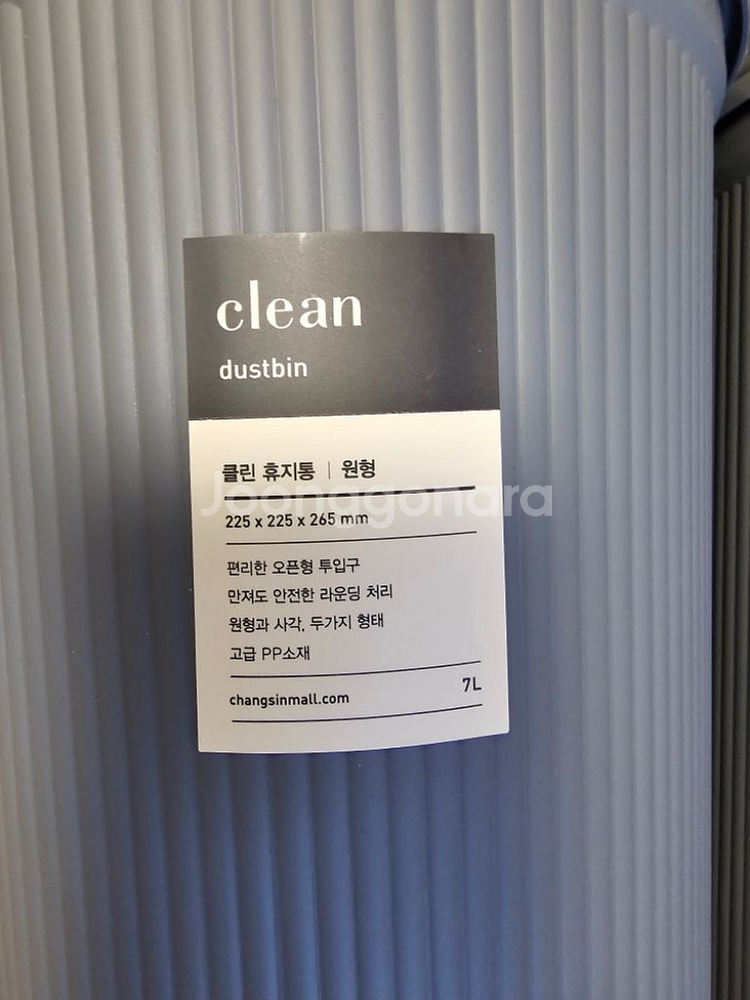 clean
dustbin
클린 휴지통 | 원형
Joonggonara
225 x 225 x 265 mm
편리한 오픈형 투입구
만져도 안전한 라운딩 처리
원형과 사각, 두가지 형태
고급 PP소재
7L
changsinmall.com